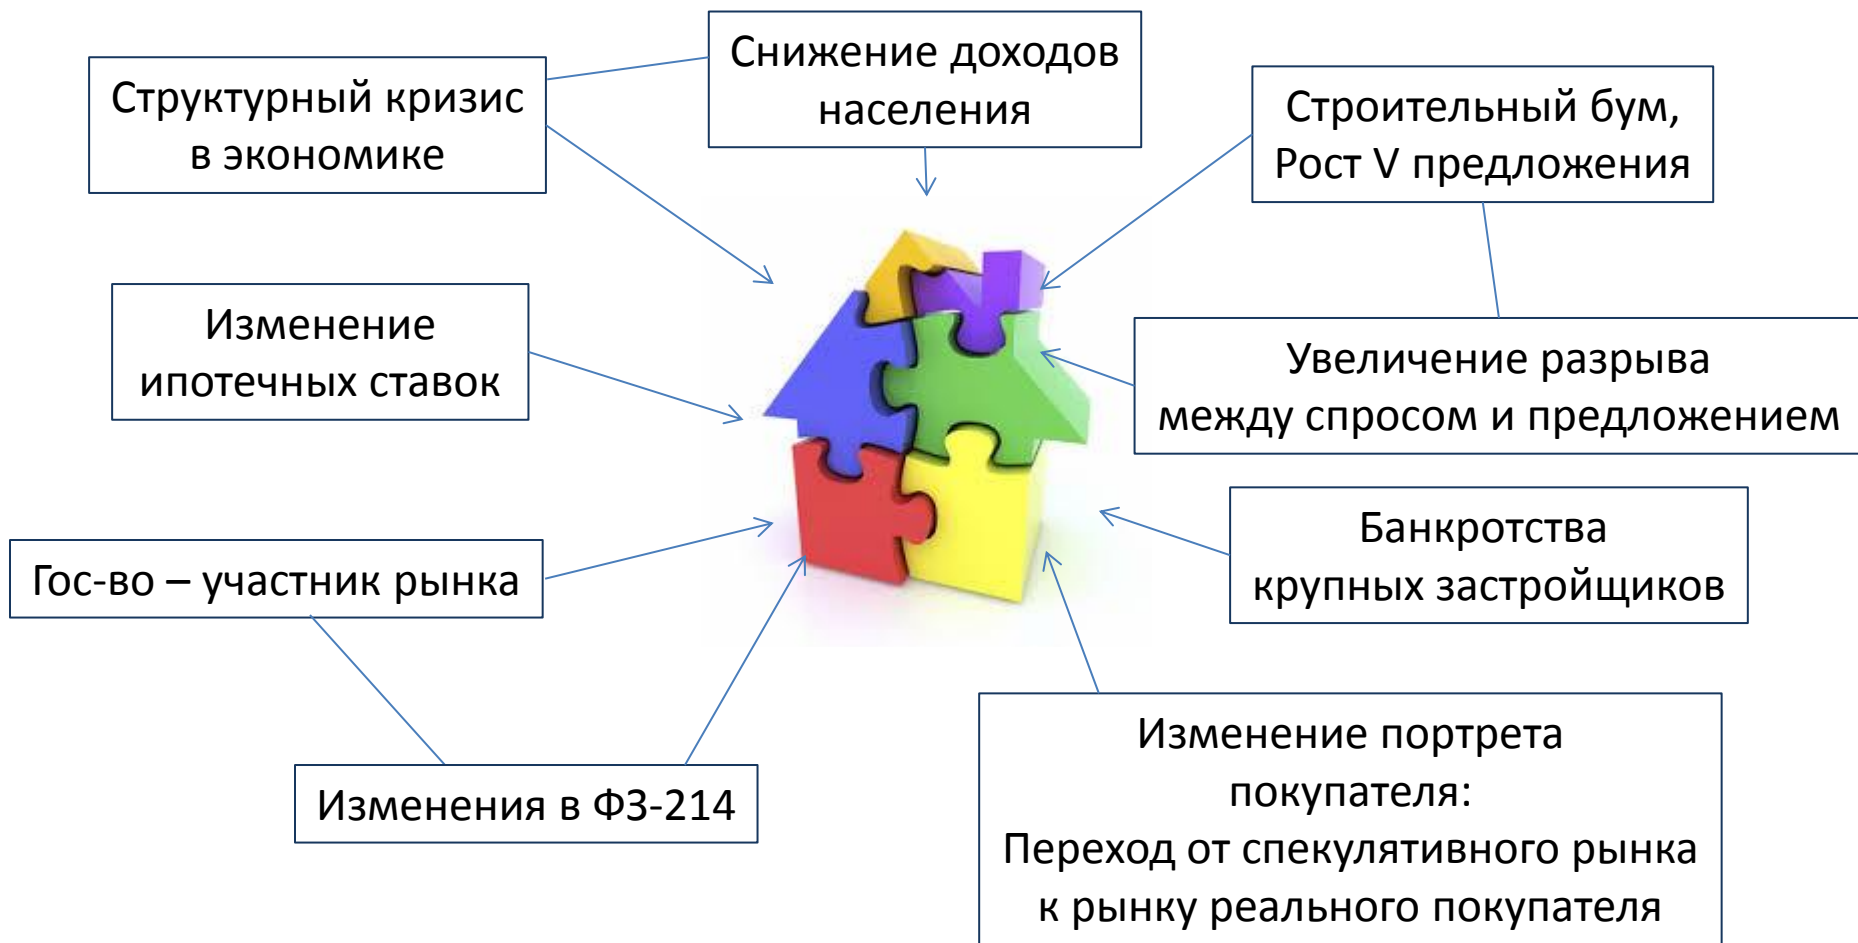 Снижение доходов
населения
Структурный кризис
в экономике
Строительный бум,
Рост V предложения
Изменение
ипотечных ставок
Увеличение разрыва
между спросом и предложением
Гос-во – участник рынка
Банкротства
крупных застройщиков
Изменения в ФЗ-214
Изменение портрета
покупателя:
Переход от спекулятивного рынка
к рынку реального покупателя